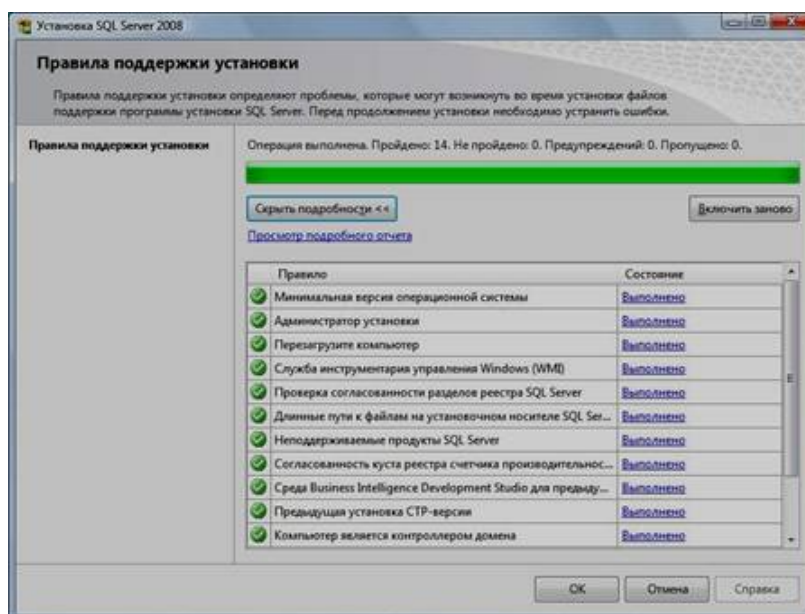 Установка SQL Server 2008
Правила поддержки установки
Правила поддержки установки определяют проблемы, которые могут возникнуть во время установки файлов
поддержки программы установки SQL Server. Перед продолжением установки необходимо устранить ошибки.
Правила поддержки установки
Операция выполнена. Пройдено: 14. Не пройдено: 0. Предупреждений: 0. Пропущено: 0.
Скрыть подробности <<
Включить заново
Просмотр подробного отчета
Правило Состояние
Минимальная версия операционной системы Выполнено
Администратор установки Выполнено
Перезагрузите компьютер Выполнено
Служба инструментария управления Windows (WMI) Выполнено
Проверка согласованности разделов реестра SQL Server Выполнено
Длинные пути к файлам на установочном носителе SQL Ser... Выполнено
Неподдерживаемые продукты SQL Server Выполнено
Согласованность куста реестра счетчика производительнос... Выполнено
Среда Business Intelligence Development Studio для предыду... Выполнено
Предыдущая установка CTP-версии Выполнено
Компьютер является контроллером домена Выполнено
ОК Отмена Справка